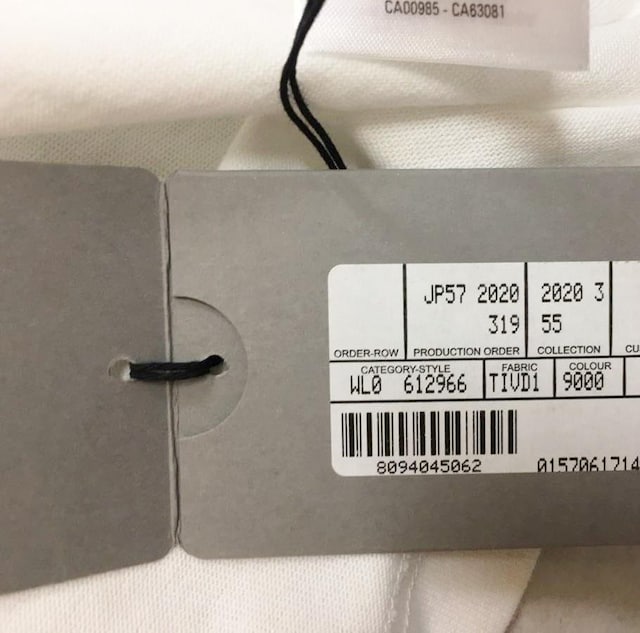 CA00985 - CA63081
JP57 2020
319
2020 3
55
ORDER-ROW
PRODUCTION ORDER
COLLECTION
CU
CATEGORY-STYLE
FABRIC
COLOUR
WL0 612966
TIVD1
9000
8094045062
0157061714